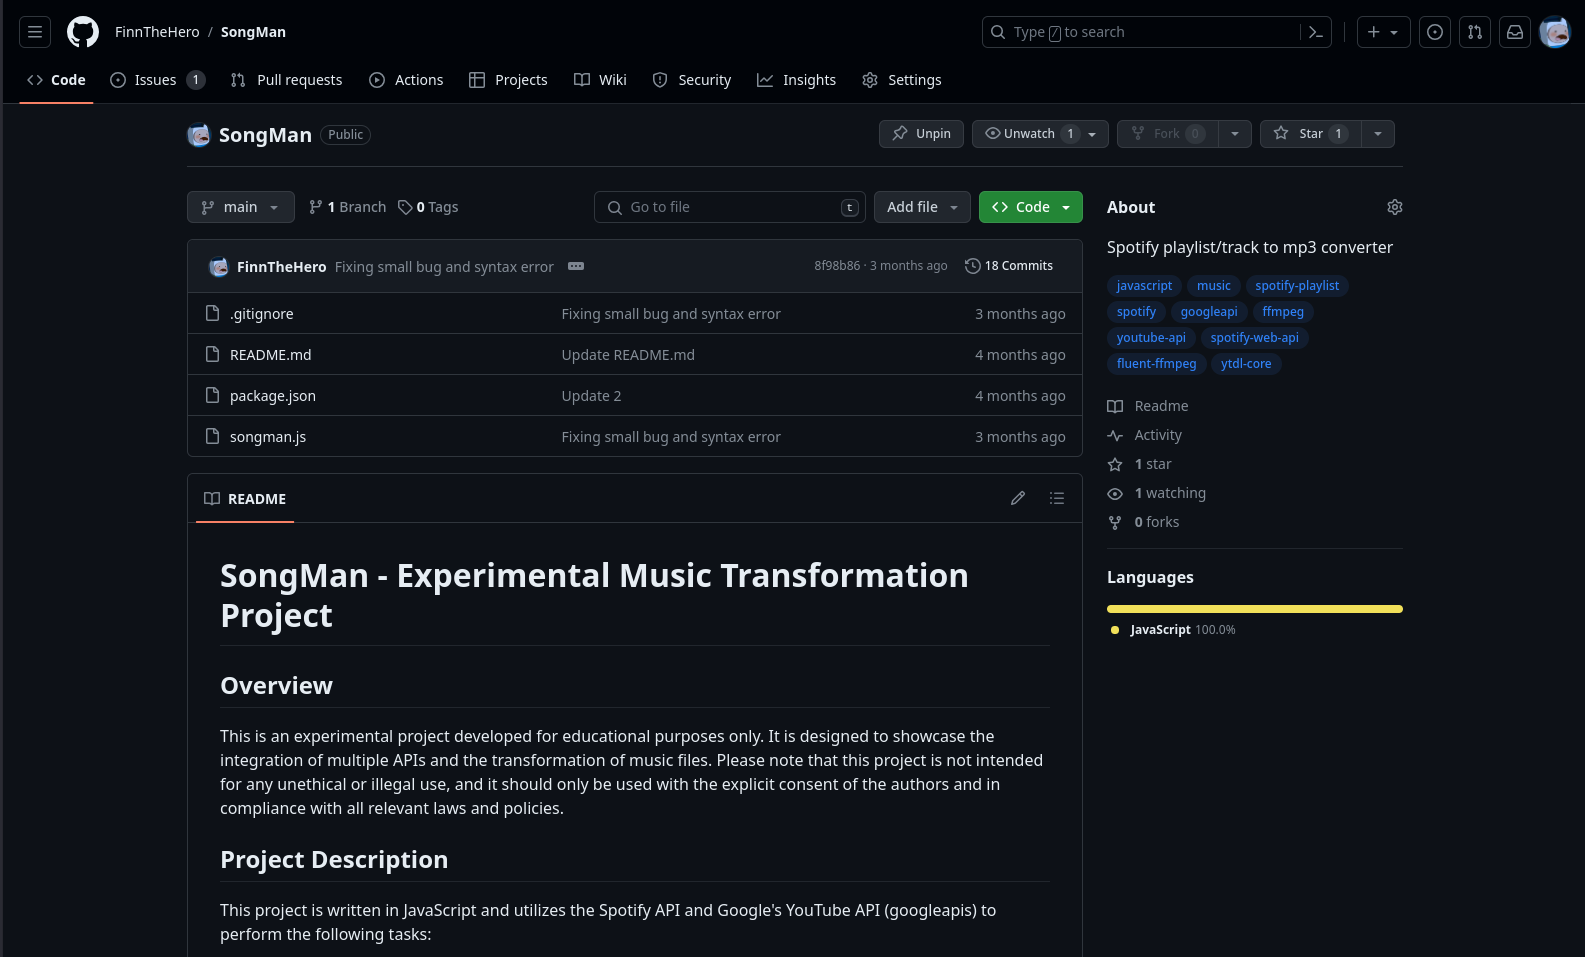 FinnTheHero / SongMan
Type / to search
Code Issues 1 Pull requests Actions Projects Wiki Security Insights Settings
SongMan Public
Unpin Unwatch 1 Fork 0 Star 1
main 1 Branch 0 Tags Go to file t Add file Code
FinnTheHero Fixing small bug and syntax error 8f98b86 · 3 months ago 18 Commits
.gitignore Fixing small bug and syntax error 3 months ago
README.md Update README.md 4 months ago
package.json Update 2 4 months ago
songman.js Fixing small bug and syntax error 3 months ago
README
SongMan - Experimental Music Transformation
Project
Overview
This is an experimental project developed for educational purposes only. It is designed to showcase the
integration of multiple APIs and the transformation of music files. Please note that this project is not intended
for any unethical or illegal use, and it should only be used with the explicit consent of the authors and in
compliance with all relevant laws and policies.
Project Description
This project is written in JavaScript and utilizes the Spotify API and Google's YouTube API (googleapis) to
perform the following tasks:
About
Spotify playlist/track to mp3 converter
javascript music spotify-playlist
spotify googleapi ffmpeg
youtube-api spotify-web-api
fluent-ffmpeg ytdl-core
Readme
Activity
1 star
1 watching
0 forks
Languages
JavaScript 100.0%